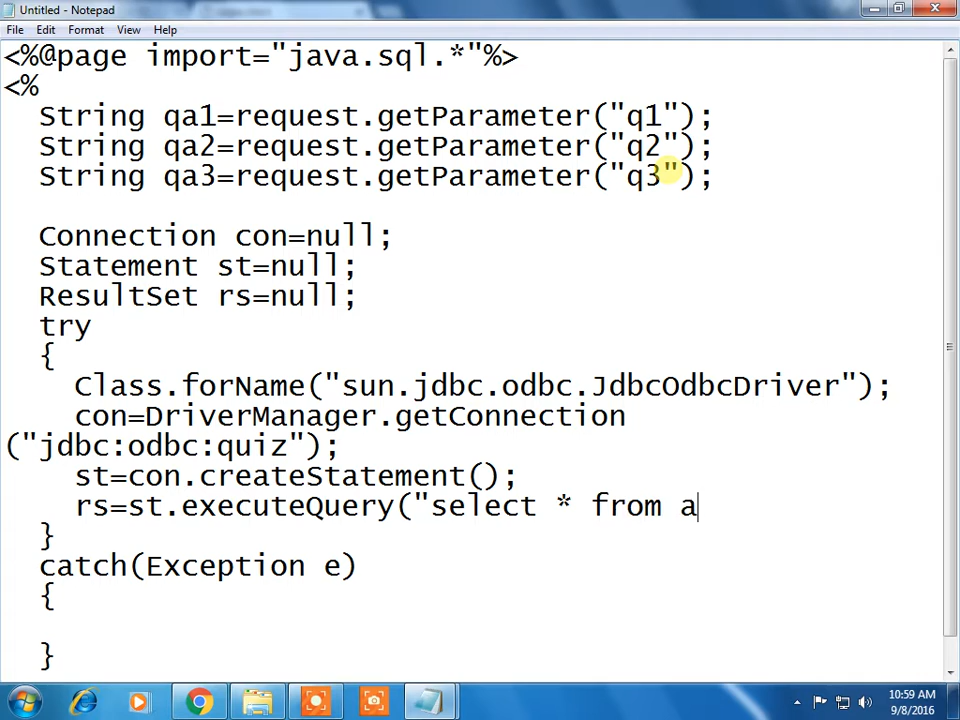 Untitled - Notepad
File Edit Format View Help
<%@page import="java.sql.*"%>
<%
String qa1=request.getParameter("q1");
String qa2=request.getParameter("q2");
String qa3=request.getParameter("q3");
Connection con=null;
Statement st=null;
ResultSet rs=null;
try
{
Class.forName("sun.jdbc.odbc.JdbcOdbcDriver");
con=DriverManager.getConnection
("jdbc:odbc:quiz");
st=con.createStatement();
rs=st.executeQuery("select * from a
}
catch(Exception e)
{
}
10:59 AM
9/8/2016